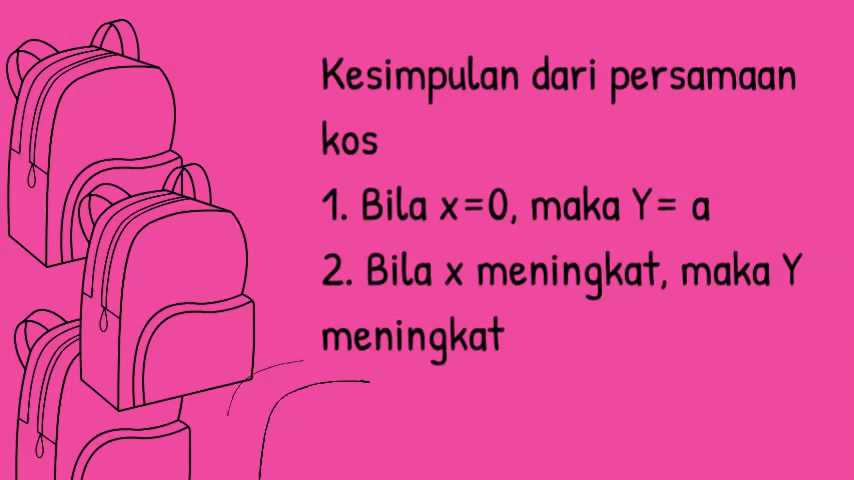 Kesimpulan dari persamaan
kos
1. Bila x=0, maka Y= a
2. Bila x meningkat, maka Y
meningkat